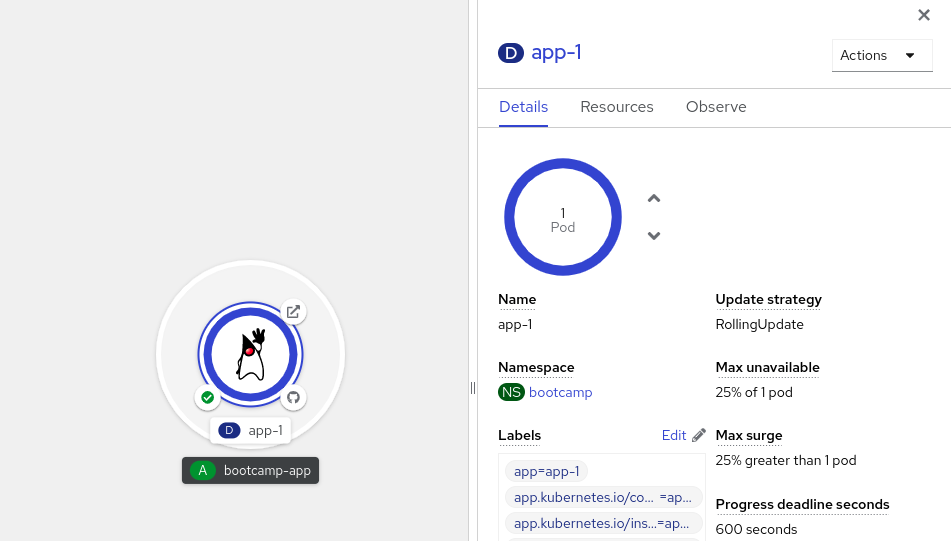 D app-1
Actions
Details Resources Observe
1
Pod
Name
app-1
Namespace
NS bootcamp
Labels Edit
app=app-1
app.kubernetes.io/co... =ap...
app.kubernetes.io/ins...=ap...
Update strategy
RollingUpdate
Max unavailable
25% of 1 pod
Max surge
25% greater than 1 pod
Progress deadline seconds
600 seconds
D app-1
A bootcamp-app